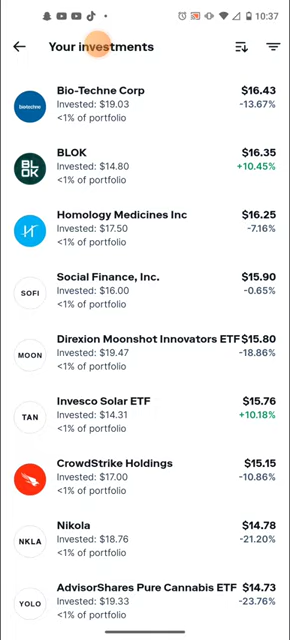 10:37
Your investments
biotechne
Bio-Techne Corp $16.43
Invested: $19.03 -13.67%
<1% of portfolio
BLOK
BLOK $16.35
Invested: $14.80 +10.45%
<1% of portfolio
Homology Medicines Inc $16.25
Invested: $17.50 -7.16%
<1% of portfolio
SOFI
Social Finance, Inc. $15.90
Invested: $16.00 -0.65%
<1% of portfolio
MOON
Direxion Moonshot Innovators ETF $15.80
Invested: $19.47 -18.86%
<1% of portfolio
TAN
Invesco Solar ETF $15.76
Invested: $14.31 +10.18%
<1% of portfolio
CrowdStrike Holdings $15.15
Invested: $17.00 -10.86%
<1% of portfolio
NKLA
Nikola $14.78
Invested: $18.76 -21.20%
<1% of portfolio
YOLO
AdvisorShares Pure Cannabis ETF $14.73
Invested: $19.33 -23.76%
<1% of portfolio